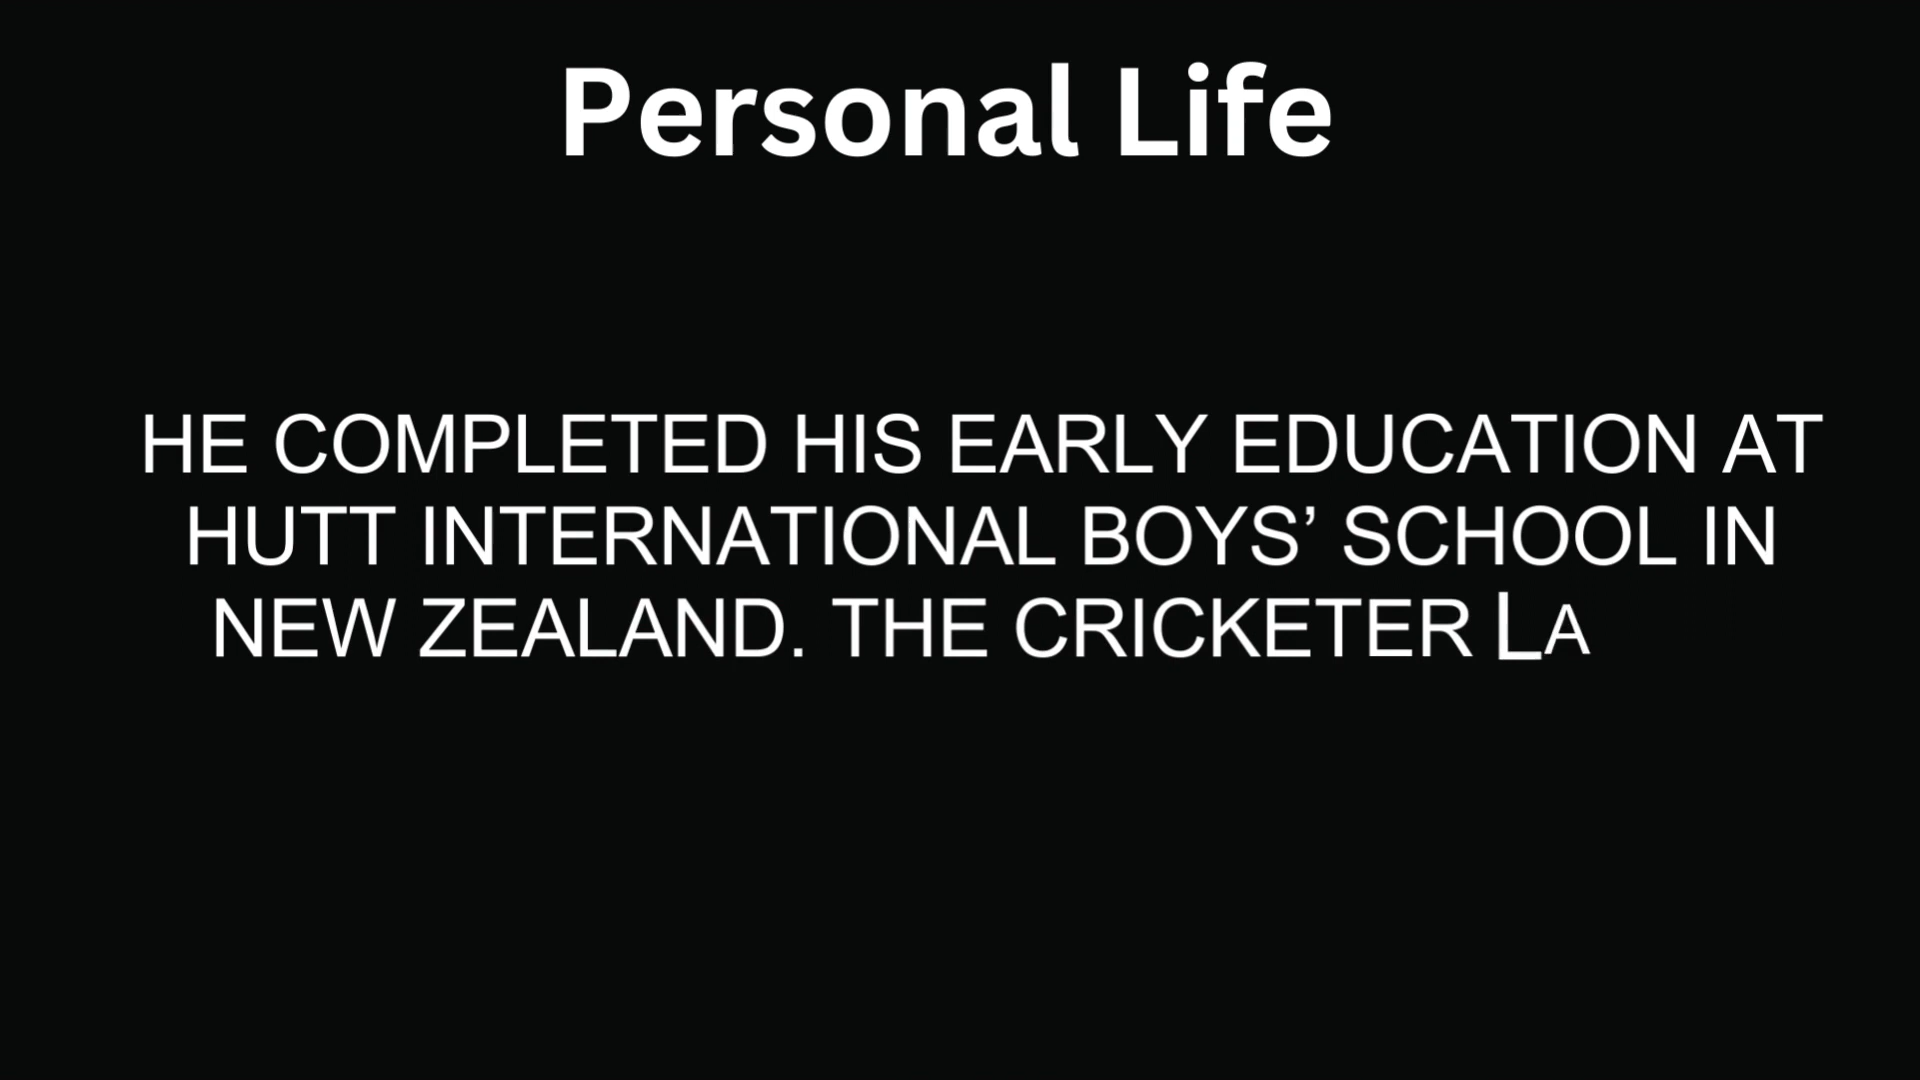 Personal Life
HE COMPLETED HIS EARLY EDUCATION AT
HUTT INTERNATIONAL BOYS’ SCHOOL IN
NEW ZEALAND. THE CRICKETER LA